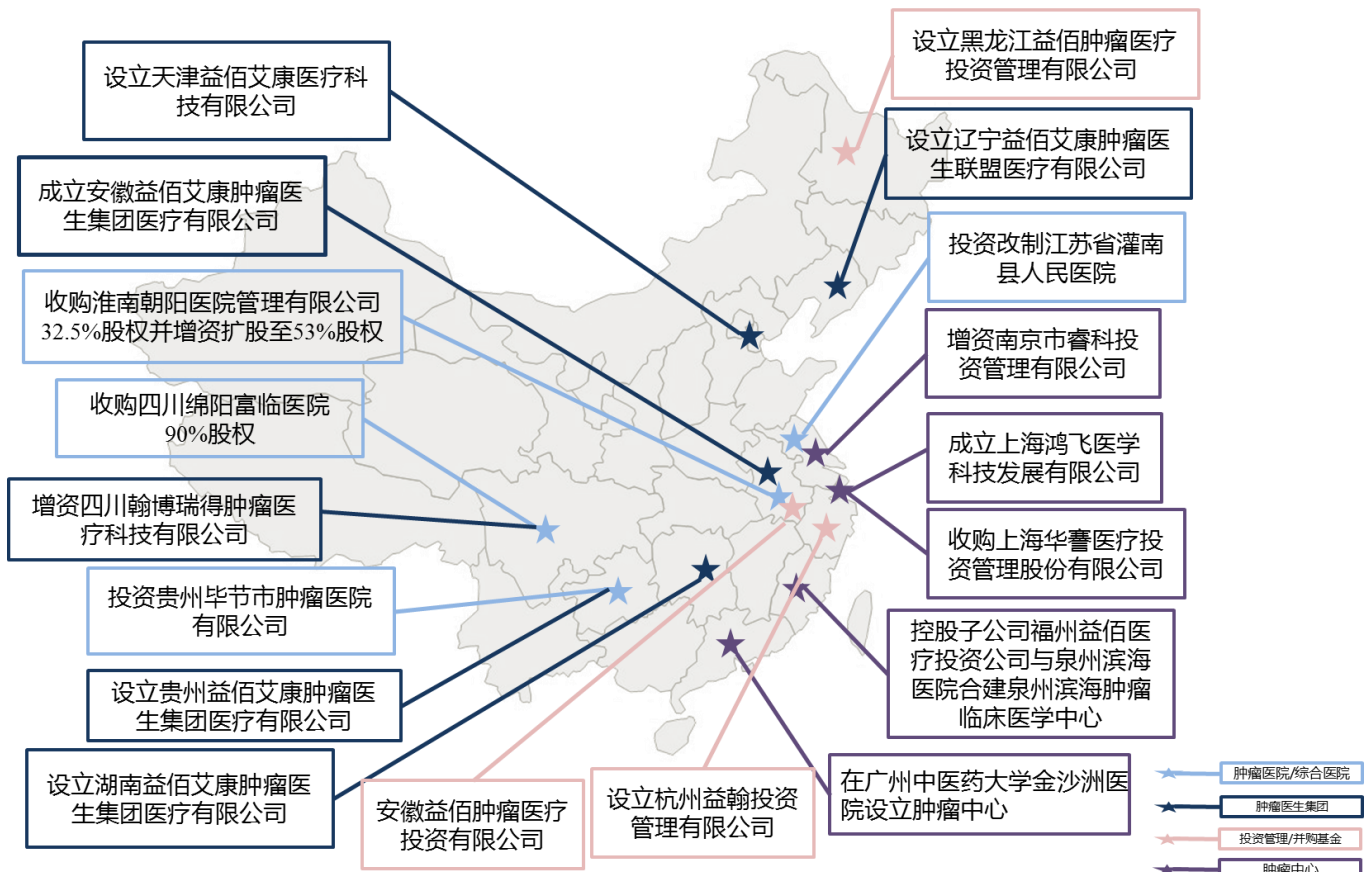 设立天津益佰艾康医疗科
技有限公司
成立安徽益佰艾康肿瘤医
生集团医疗有限公司
收购淮南朝阳医院管理有限公司
32.5%股权并增资扩股至53%股权
收购四川绵阳富临医院
90%股权
增资四川翰博瑞得肿瘤医
疗科技有限公司
投资贵州毕节市肿瘤医院
有限公司
设立贵州益佰艾康肿瘤医
生集团医疗有限公司
设立湖南益佰艾康肿瘤医
生集团医疗有限公司
安徽益佰肿瘤医疗
投资有限公司
设立杭州益翰投资
管理有限公司
设立黑龙江益佰肿瘤医疗
投资管理有限公司
设立辽宁益佰艾康肿瘤医
生联盟医疗有限公司
投资改制江苏省灌南
县人民医院
增资南京市睿科投
资管理有限公司
成立上海鸿飞医学
科技发展有限公司
收购上海华謇医疗投
资管理股份有限公司
控股子公司福州益佰医
疗投资公司与泉州滨海
医院合建泉州滨海肿瘤
临床医学中心
在广州中医药大学金沙洲医
院设立肿瘤中心
肿瘤医院/综合医院
肿瘤医生集团
投资管理/并购基金
肿瘤中心